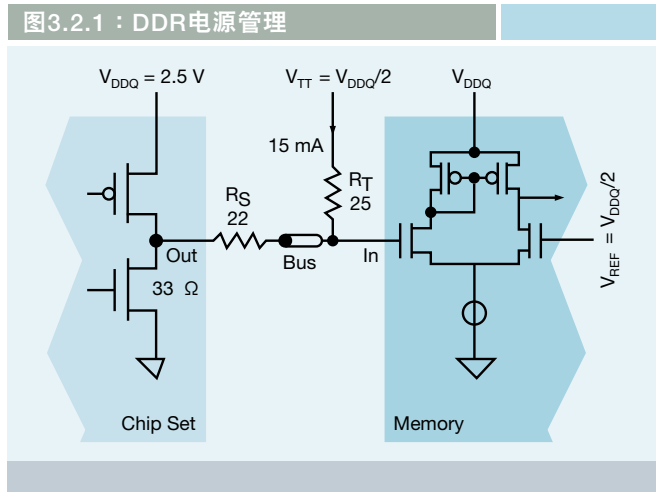 图3.2.1：DDR电源管理
VDDQ = 2.5 V
VTT = VDDQ/2
VDDQ
15 mA
RS
22
RT
25
Out
Bus
In
33 Ω
VREF = VDDQ/2
Chip Set
Memory